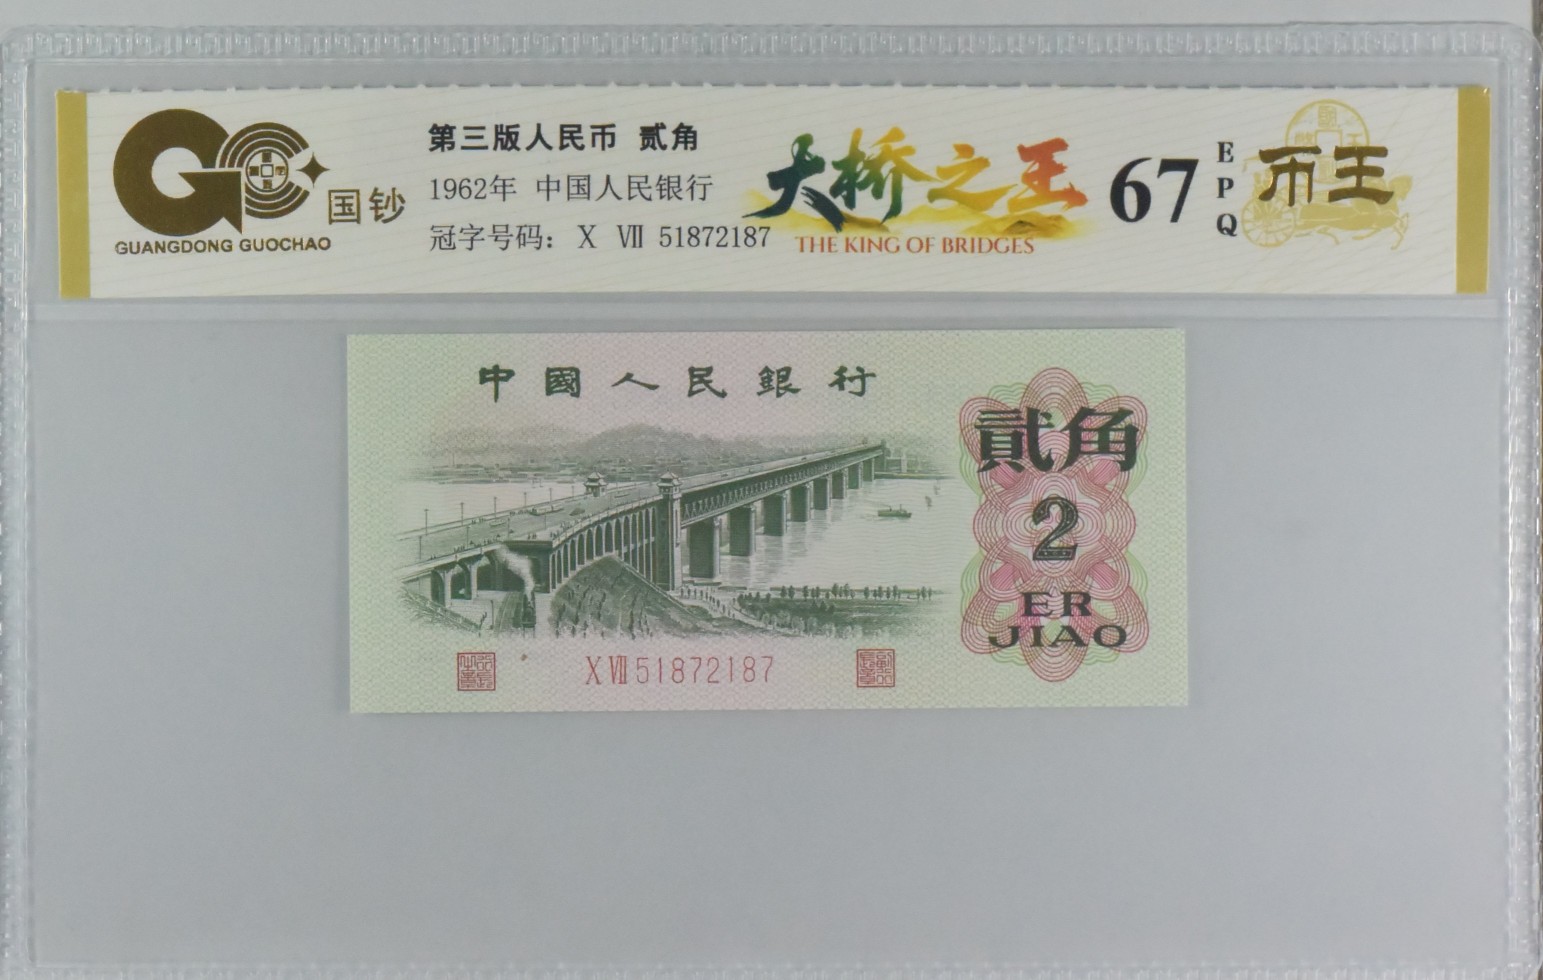 GUANGDONG GUOCHAO
国钞
第三版人民币 贰角
1962年 中国人民银行
冠字号码: X Ⅶ 51872187
大桥之王
THE KING OF BRIDGES
67
EPQ
币王
中國人民銀行
貳角
2
ER
JIAO
X Ⅶ 51872187